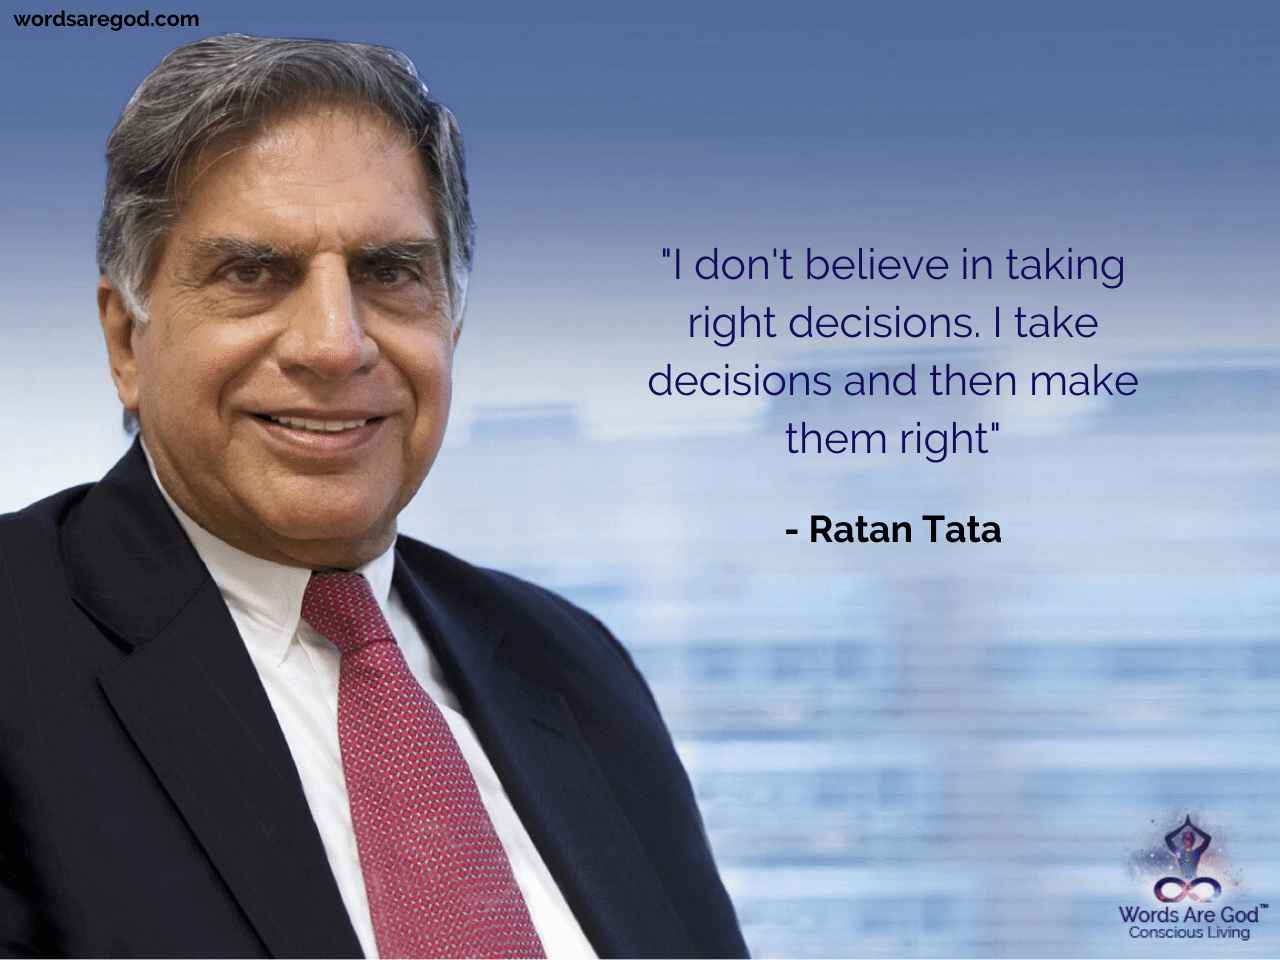 wordsaregod.com
"I don't believe in taking
right decisions. I take
decisions and then make
them right"
- Ratan Tata
Words Are God™
Conscious Living